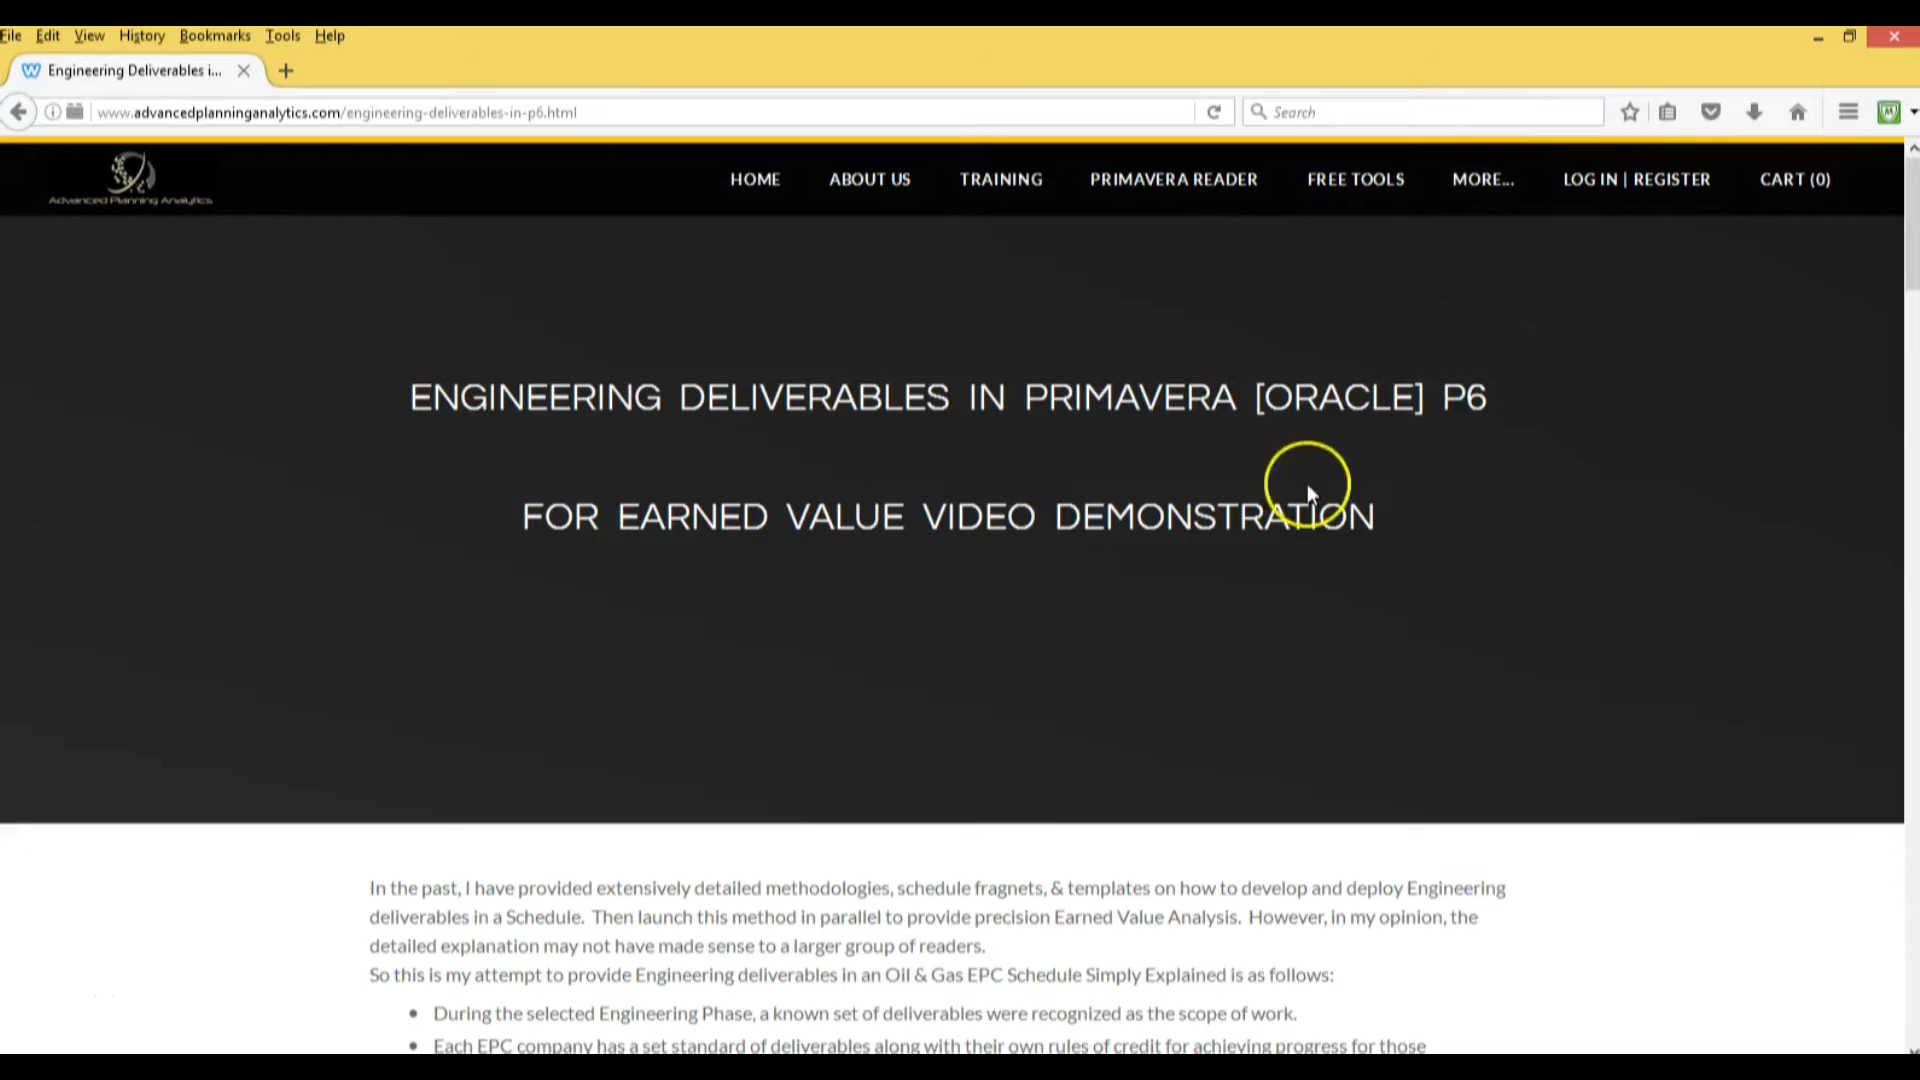 File Edit View History Bookmarks Tools Help
Engineering Deliverables i...
www.advancedplanninganalytics.com/engineering-deliverables-in-p6.html
Search
Advanced Planning Analytics
HOME ABOUT US TRAINING PRIMAVERA READER FREE TOOLS MORE... LOG IN | REGISTER CART (0)
ENGINEERING DELIVERABLES IN PRIMAVERA [ORACLE] P6
FOR EARNED VALUE VIDEO DEMONSTRATION
In the past, I have provided extensively detailed methodologies, schedule fragnets, & templates on how to develop and deploy Engineering
deliverables in a Schedule. Then launch this method in parallel to provide precision Earned Value Analysis. However, in my opinion, the
detailed explanation may not have made sense to a larger group of readers.
So this is my attempt to provide Engineering deliverables in an Oil & Gas EPC Schedule Simply Explained is as follows:
• During the selected Engineering Phase, a known set of deliverables were recognized as the scope of work.
• Each EPC company has a set standard of deliverables along with their own rules of credit for achieving progress for those